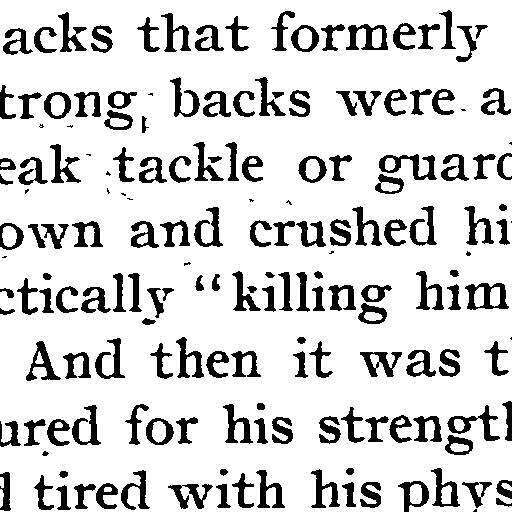 acks that formerly
trong, backs were a
eak tackle or guard
own and crushed hi
ctically "killing him
And then it was t
ured for his strength
d tired with his phys